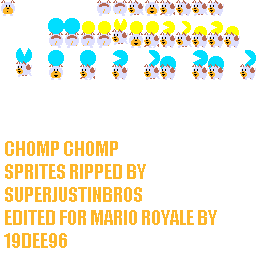 CHOMP CHOMP
SPRITES RIPPED BY
SUPERJUSTINBROS
EDITED FOR MARIO ROYALE BY
19DEE96